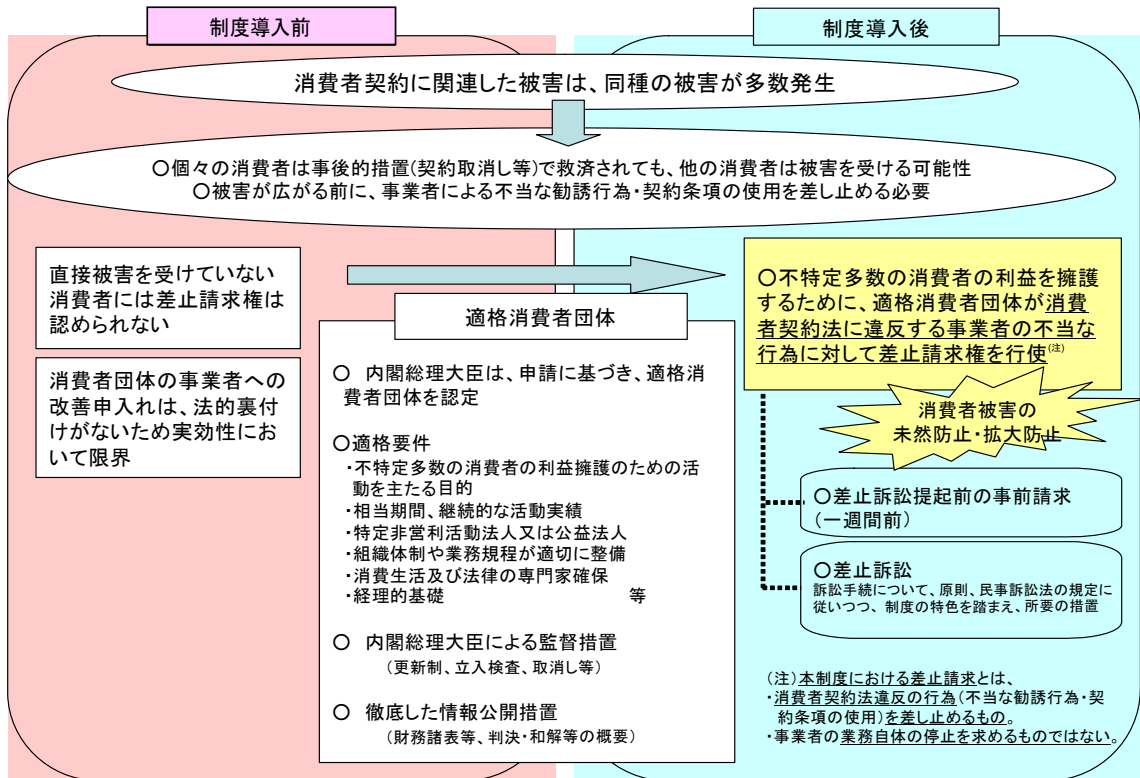 制度導入前
制度導入後
消費者契約に関連した被害は、同種の被害が多数発生
○個々の消費者は事後的措置(契約取消し等)で救済されても、他の消費者は被害を受ける可能性
○被害が広がる前に、事業者による不当な勧誘行為・契約条項の使用を差し止める必要
直接被害を受けていない
消費者には差止請求権は
認められない
消費者団体の事業者への
改善申入れは、法的裏付
けがないため実効性にお
いて限界
適格消費者団体
○ 内閣総理大臣は、申請に基づき、適格消
費者団体を認定
○適格要件
・不特定多数の消費者の利益擁護のための活
動を主たる目的
・相当期間、継続的な活動実績
・特定非営利活動法人又は公益法人
・組織体制や業務規程が適切に整備
・消費生活及び法律の専門家確保
・経理的基礎 等
○ 内閣総理大臣による監督措置
(更新制、立入検査、取消し等)
○ 徹底した情報公開措置
(財務諸表等、判決・和解等の概要)
○不特定多数の消費者の利益を擁護
するために、適格消費者団体が消費
者契約法に違反する事業者の不当な
行為に対して差止請求権を行使(注)
消費者被害の
未然防止・拡大防止
○差止訴訟提起前の事前請求
(一週間前)
○差止訴訟
訴訟手続について、原則、民事訴訟法の規定に
従いつつ、制度の特色を踏まえ、所要の措置
(注)本制度における差止請求とは、
・消費者契約法違反の行為(不当な勧誘行為・契
約条項の使用)を差し止めるもの。
・事業者の業務自体の停止を求めるものではない。